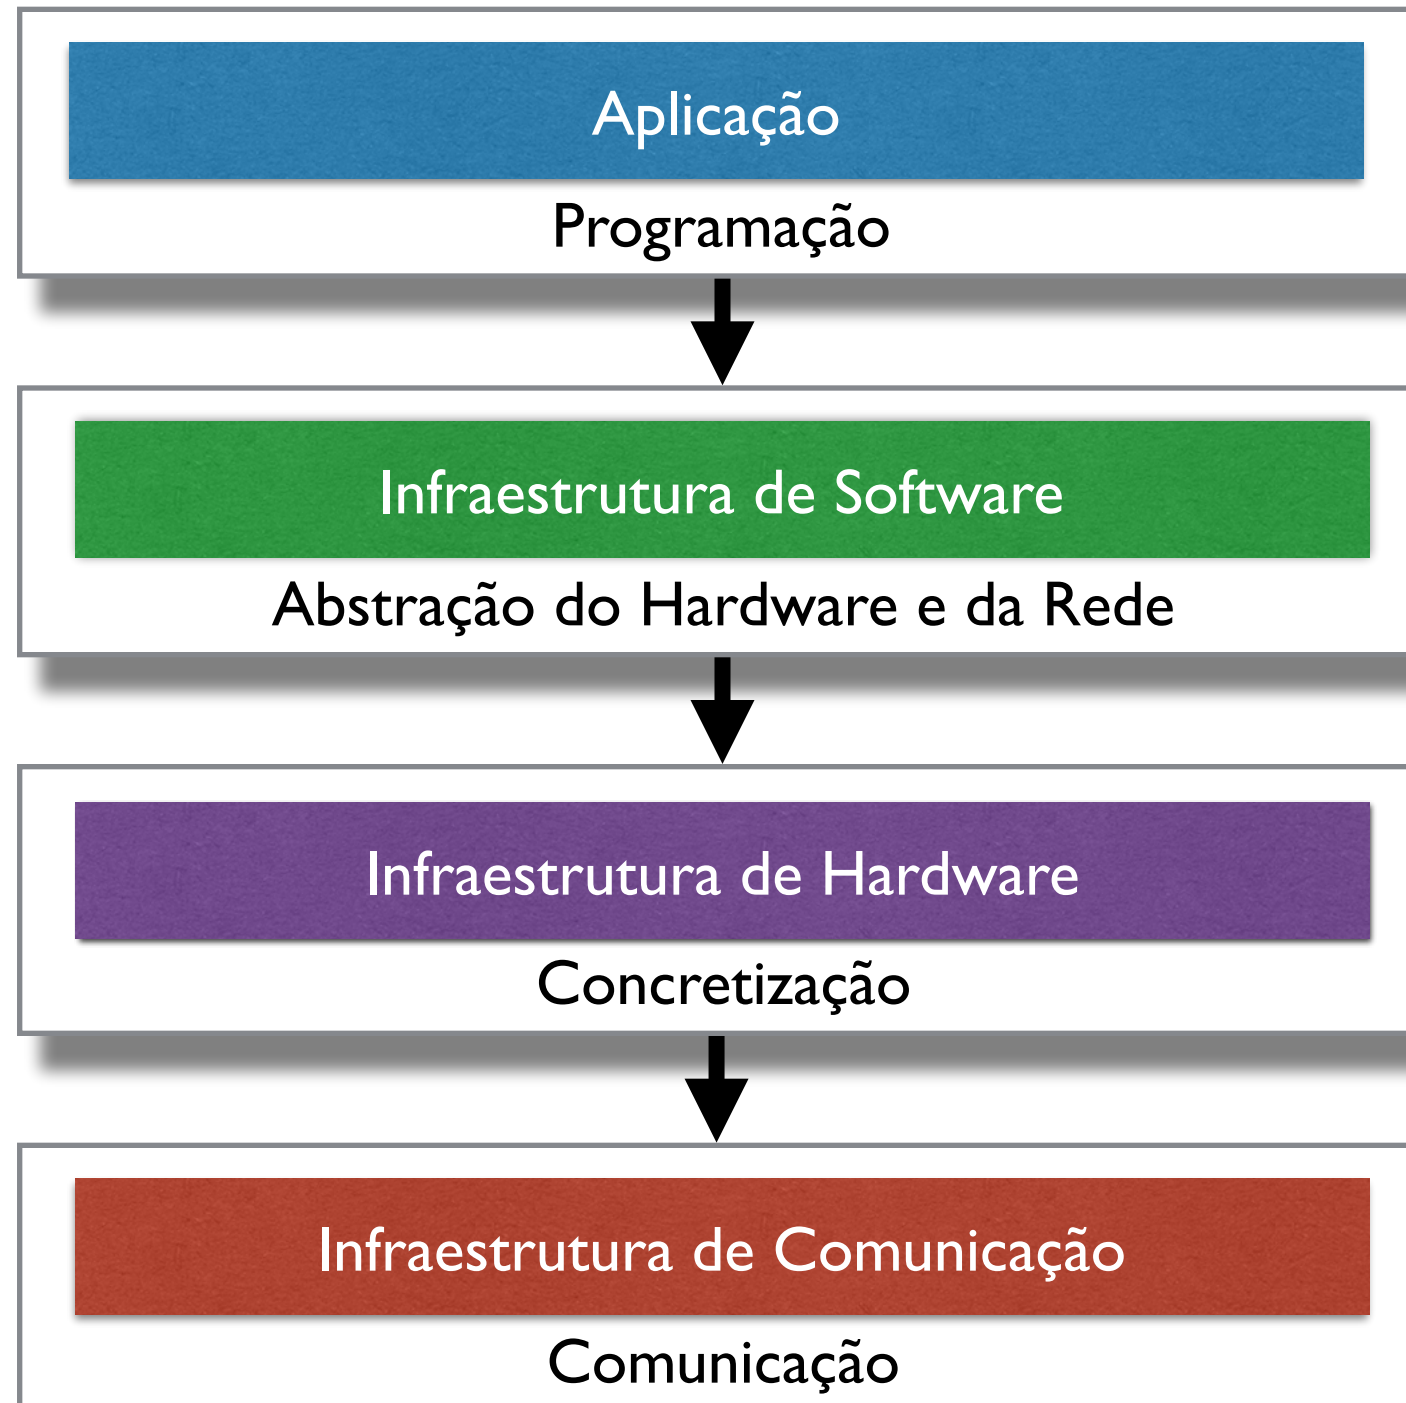 Aplicação
Programação
Infraestrutura de Software
Abstração do Hardware e da Rede
Infraestrutura de Hardware
Concretização
Infraestrutura de Comunicação
Comunicação